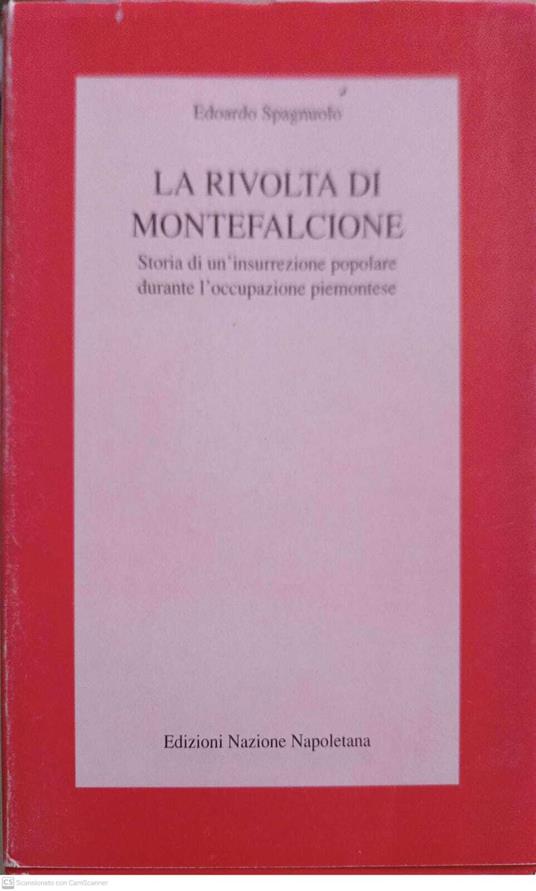 Edoardo Spagnuolo
LA RIVOLTA DI
MONTEFALCIONE
Storia di un'insurrezione popolare
durante l'occupazione piemontese
Edizioni Nazione Napoletana
CS Scansionato con CamScanner